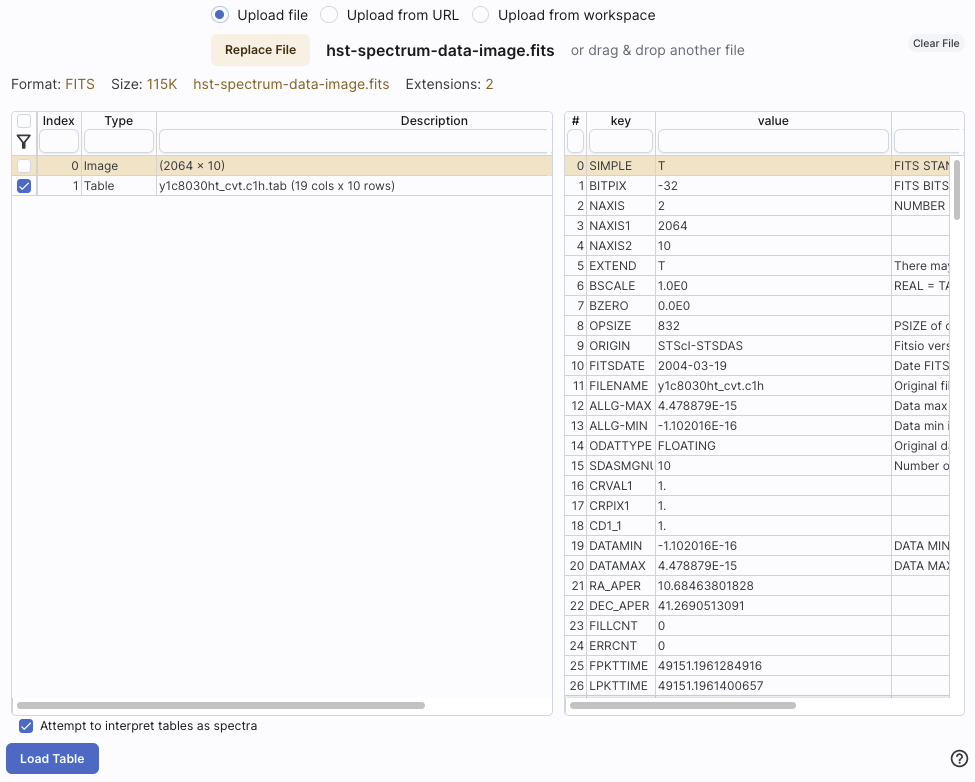 Upload file Upload from URL Upload from workspace
Replace File hst-spectrum-data-image.fits or drag & drop another file Clear File
Format: FITS Size: 115K hst-spectrum-data-image.fits Extensions: 2
Index Type Description
0 Image (2064 × 10)
1 Table y1c8030ht_cvt.c1h.tab (19 cols x 10 rows)
# key value
0 SIMPLE T FITS STAN
1 BITPIX -32 FITS BITS
2 NAXIS 2 NUMBER
3 NAXIS1 2064
4 NAXIS2 10
5 EXTEND T There may
6 BSCALE 1.0E0 REAL = TA
7 BZERO 0.0E0
8 OPSIZE 832 PSIZE of
9 ORIGIN STScI-STSDAS Fitsio vers
10 FITSDATE 2004-03-19 Date FITS
11 FILENAME y1c8030ht_cvt.c1h Original fi
12 ALLG-MAX 4.478879E-15 Data max
13 ALLG-MIN -1.102016E-16 Data min i
14 ODATTYPE FLOATING Original d
15 SDASMGNU 10 Number o
16 CRVAL1 1.
17 CRPIX1 1.
18 CD1_1 1.
19 DATAMIN -1.102016E-16 DATA MIN
20 DATAMAX 4.478879E-15 DATA MAX
21 RA_APER 10.68463801828
22 DEC_APER 41.2690513091
23 FILLCNT 0
24 ERRCNT 0
25 FPKTTIME 49151.1961284916
26 LPKTTIME 49151.1961400657
Attempt to interpret tables as spectra
Load Table